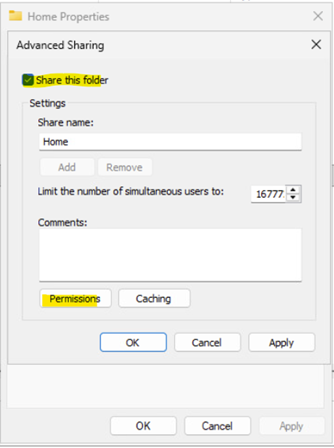 Home Properties
Advanced Sharing
Share this folder
Settings
Share name:
Home
Add Remove
Limit the number of simultaneous users to: 16777
Comments:
Permissions Caching
OK Cancel Apply
OK Cancel Apply